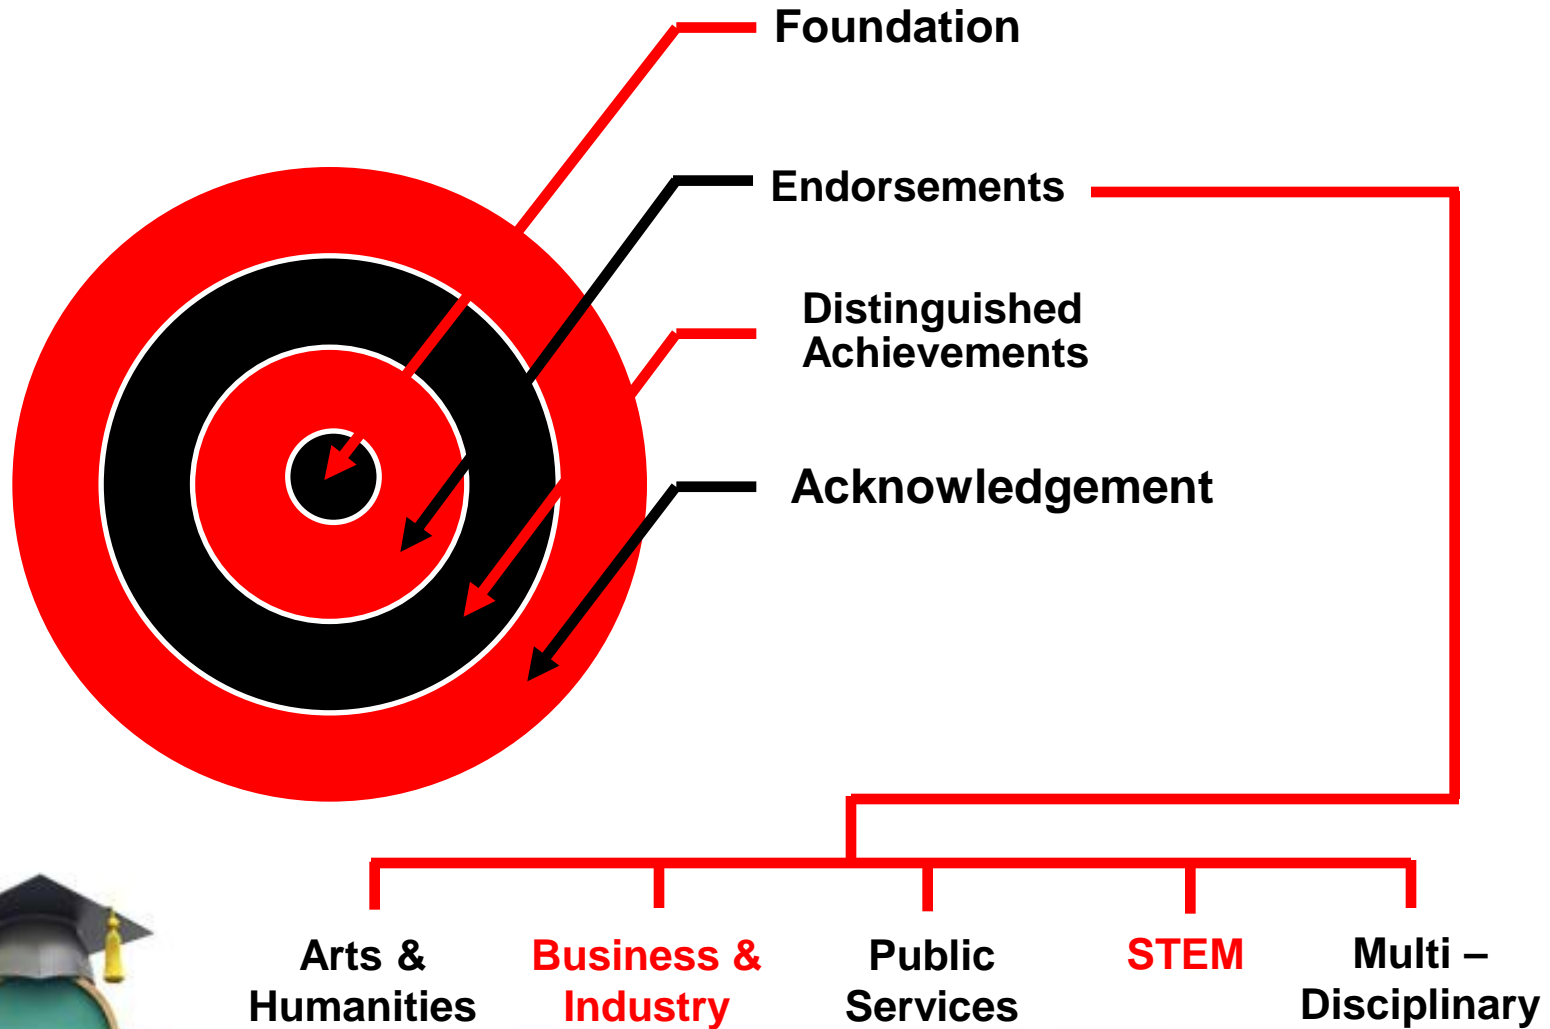 Foundation
Endorsements
Distinguished
Achievements
Acknowledgement
Arts &
Humanities
Business &
Industry
Public
Services
STEM
Multi –
Disciplinary